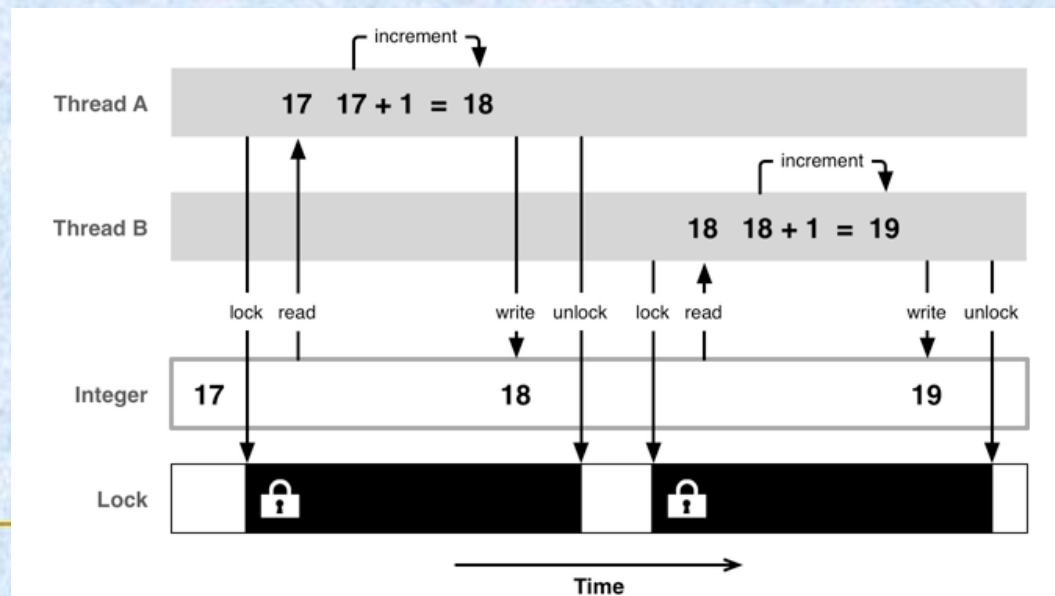 increment
Thread A 17 17 + 1 = 18
increment
Thread B 18 18 + 1 = 19
lock read write unlock lock read write unlock
Integer 17 18 19
Lock
Time